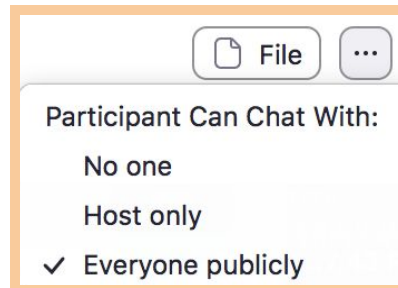 File ...
Participant Can Chat With:
No one
Host only
✓ Everyone publicly